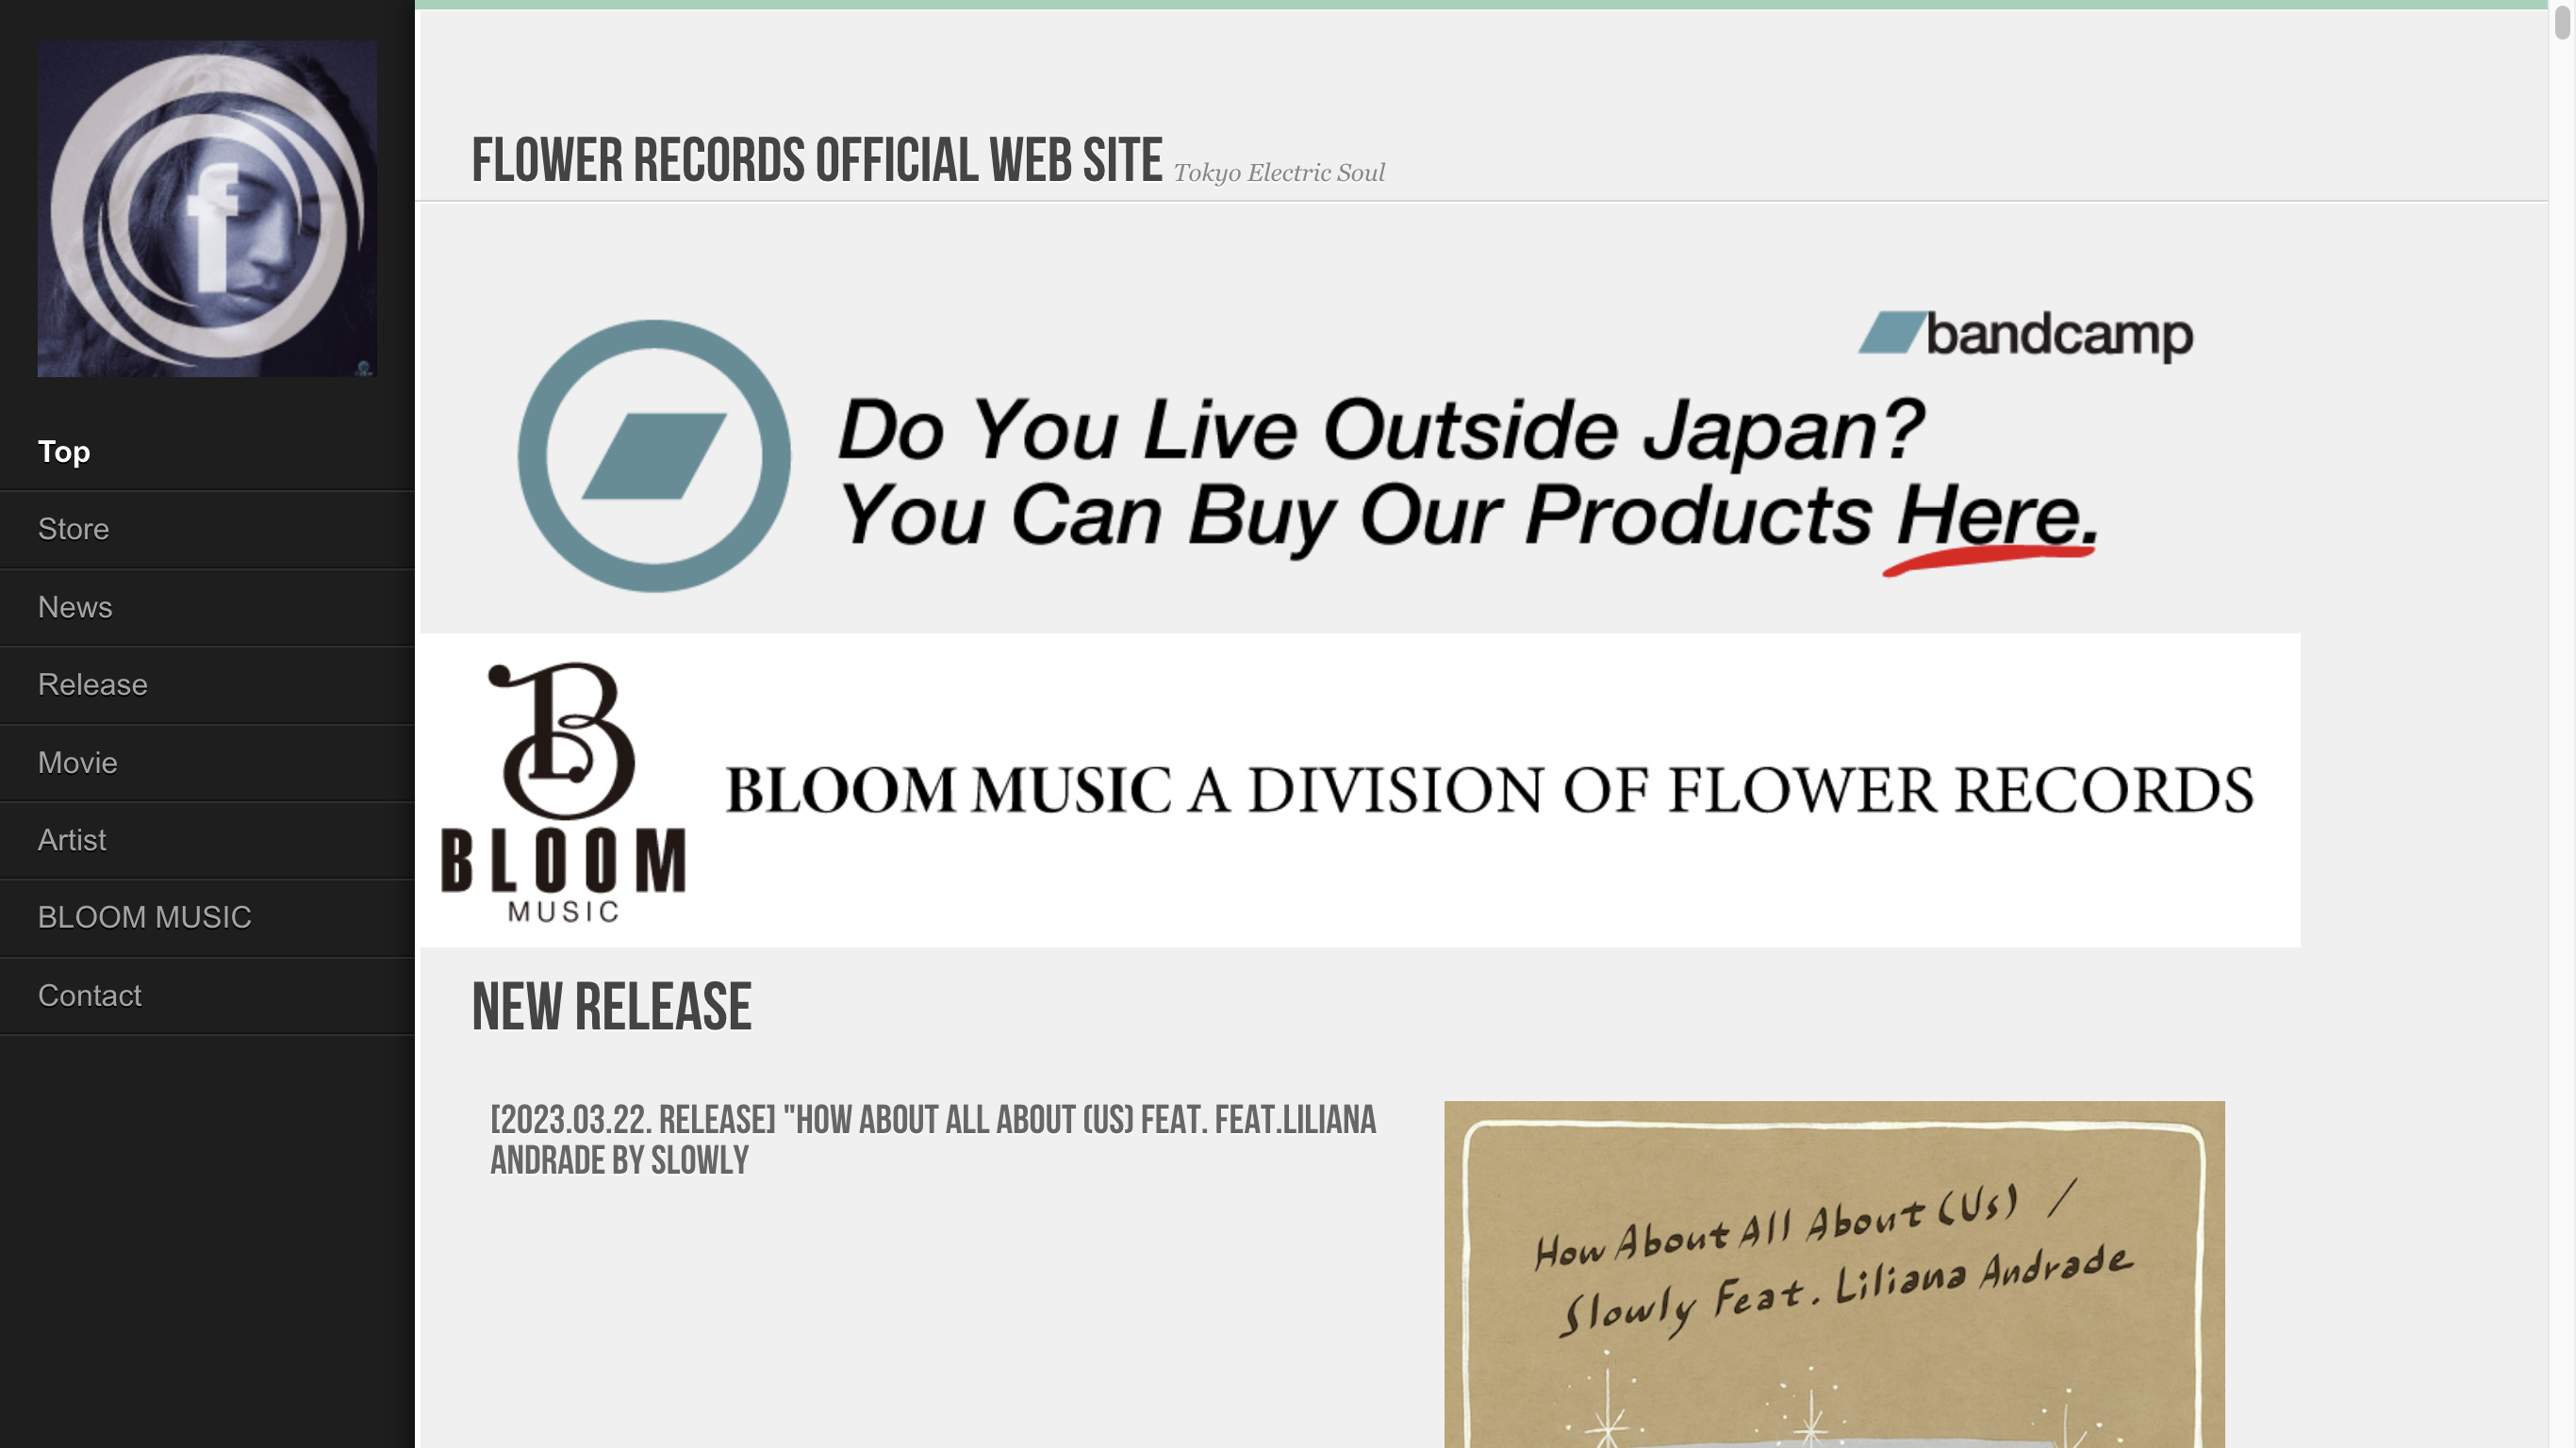 f
Top
Store
News
Release
Movie
Artist
BLOOM MUSIC
Contact
FLOWER RECORDS OFFICIAL WEB SITE Tokyo Electric Soul
bandcamp
Do You Live Outside Japan?
You Can Buy Our Products Here.
B
BLOOM
MUSIC
BLOOM MUSIC A DIVISION OF FLOWER RECORDS
NEW RELEASE
[2023.03.22. RELEASE] "HOW ABOUT ALL ABOUT (US) FEAT. FEAT.LILIANA
ANDRADE BY SLOWLY
How About All About (Us) /
Slowly Feat. Liliana Andrade